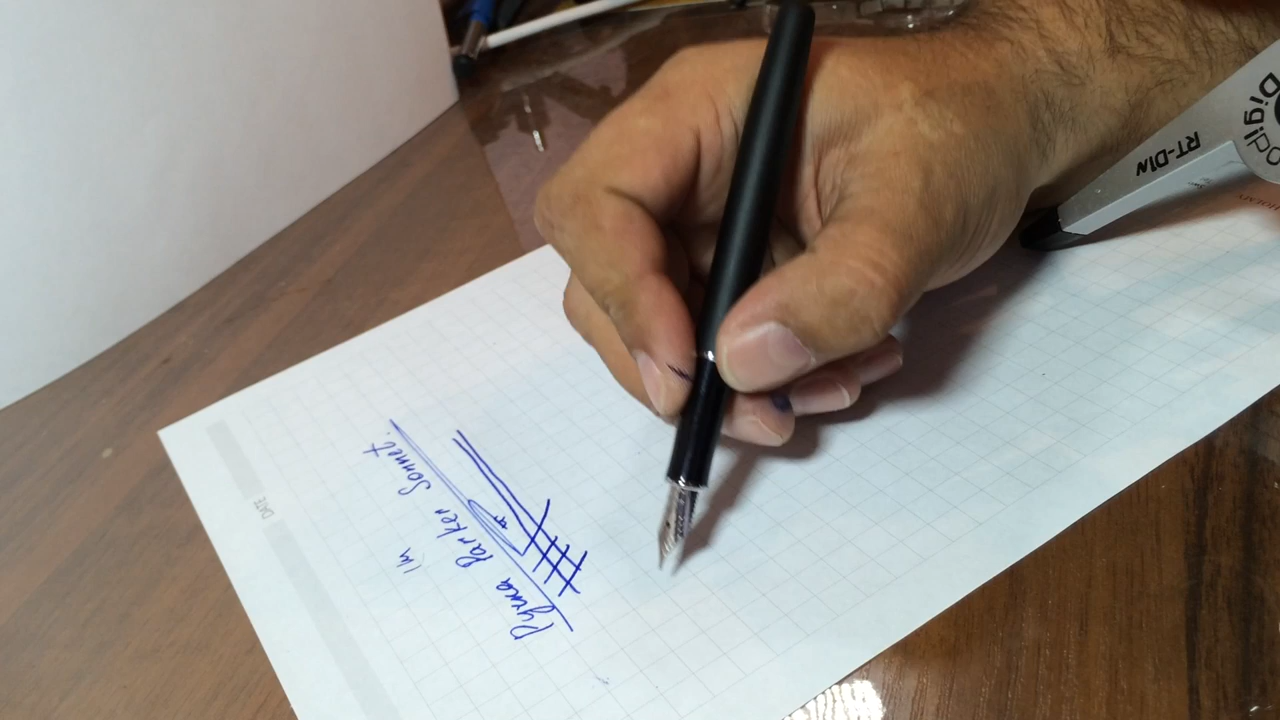 DATE
Ручка Parker Sonnet.
RT-DIN